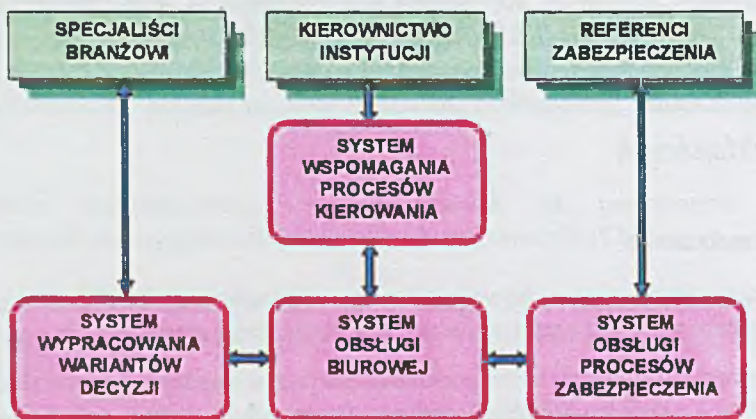 SPECJALIŚCI
BRANŻOWI
KIEROWNICTWO
INSTYTUCJI
REFERENCI
ZABEZPIECZENIA
SYSTEM
WSPOMAGANIA
PROCESÓW
KIEROWANIA
SYSTEM
WYPRACOWANIA
WARIANTÓW
DECYZJI
SYSTEM
OBSŁUGI
BIUROWEJ
SYSTEM
OBSŁUGI
PROCESÓW
ZABEZPIECZENIA